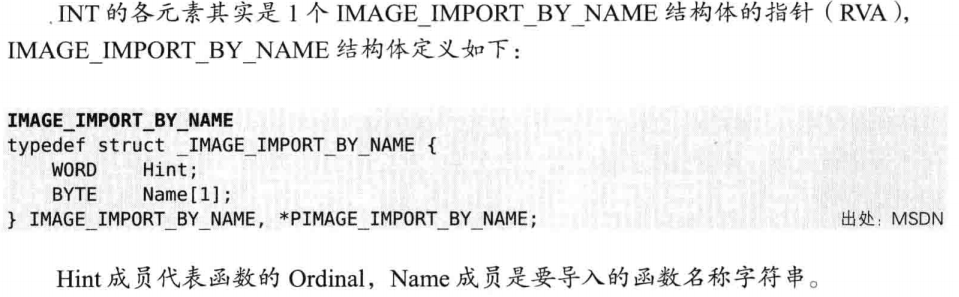 INT 的各元素其实是 1 个 IMAGE_IMPORT_BY_NAME 结构体的指针（RVA），
IMAGE_IMPORT_BY_NAME 结构体定义如下：
IMAGE_IMPORT_BY_NAME
typedef struct _IMAGE_IMPORT_BY_NAME {
    WORD    Hint;
    BYTE    Name[1];
} IMAGE_IMPORT_BY_NAME, *PIMAGE_IMPORT_BY_NAME; 出处：MSDN
Hint 成员代表函数的 Ordinal，Name 成员是要导入的函数名称字符串。